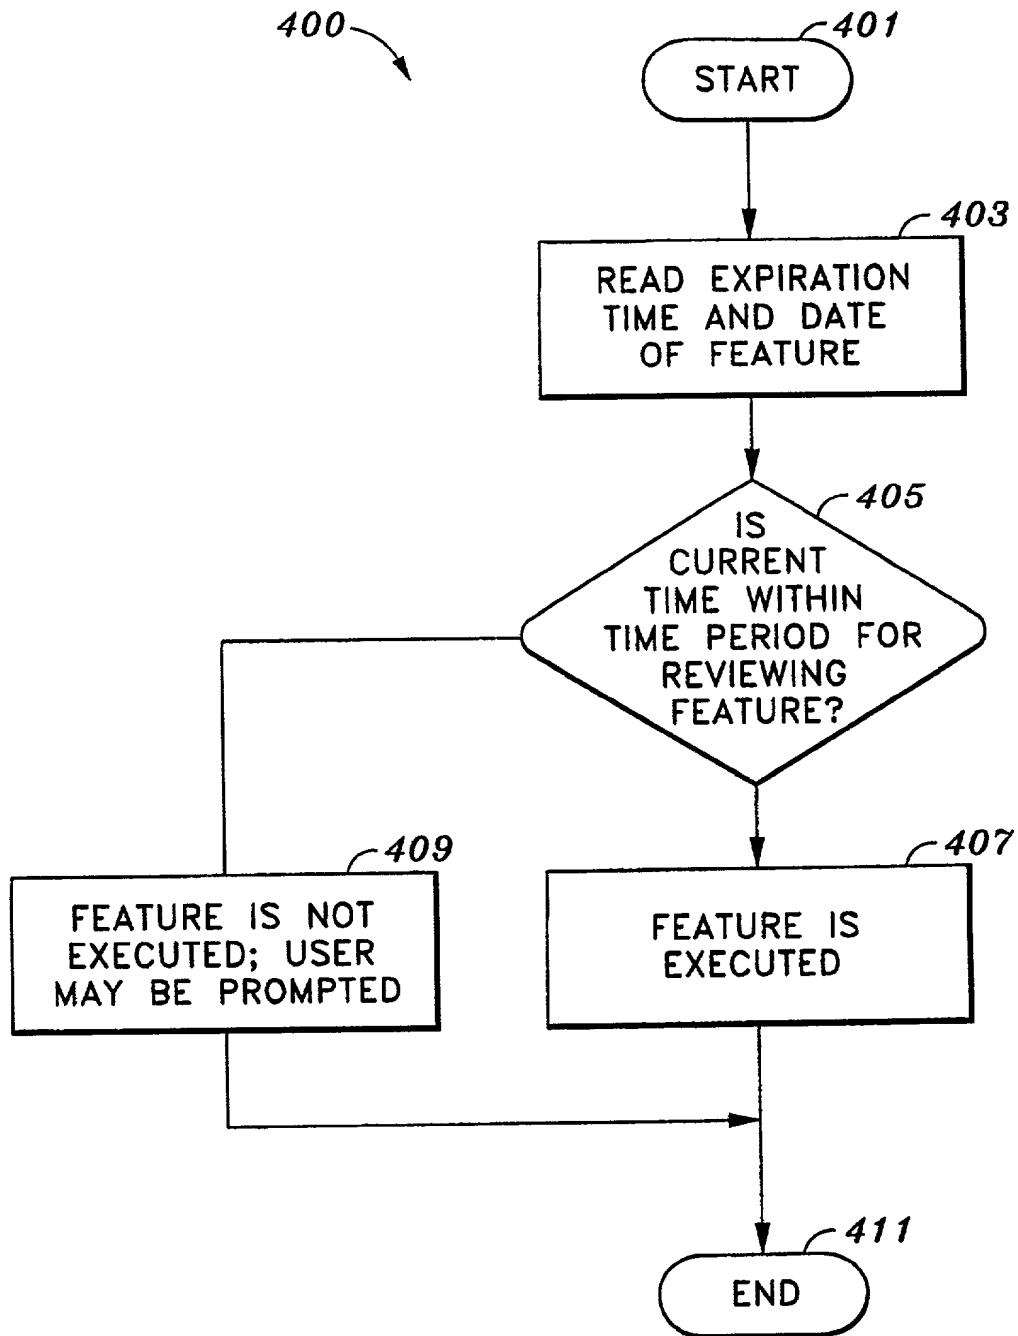 400
401
START
403
READ EXPIRATION
TIME AND DATE
OF FEATURE
405
IS
CURRENT
TIME WITHIN
TIME PERIOD FOR
REVIEWING
FEATURE?
409
FEATURE IS NOT
EXECUTED; USER
MAY BE PROMPTED
407
FEATURE IS
EXECUTED
411
END